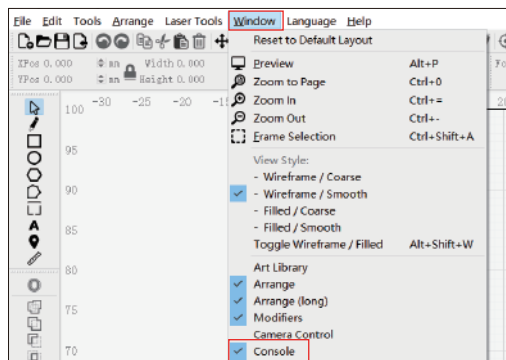 File Edit Tools Arrange Laser Tools Window Language Help
Reset to Default Layout
XPos 0.000 mm Width 0.000
YPos 0.000 mm Height 0.000
Preview Alt+P
Zoom to Page Ctrl+0
Zoom In Ctrl+=
Zoom Out Ctrl+-
Frame Selection Ctrl+Shift+A
View Style:
- Wireframe / Coarse
- Wireframe / Smooth
- Filled / Coarse
- Filled / Smooth
Toggle Wireframe / Filled Alt+Shift+W
Art Library
Arrange
Arrange (long)
Modifiers
Camera Control
Console
-30 -25 -20
100
95
90
85
80
75
70
A